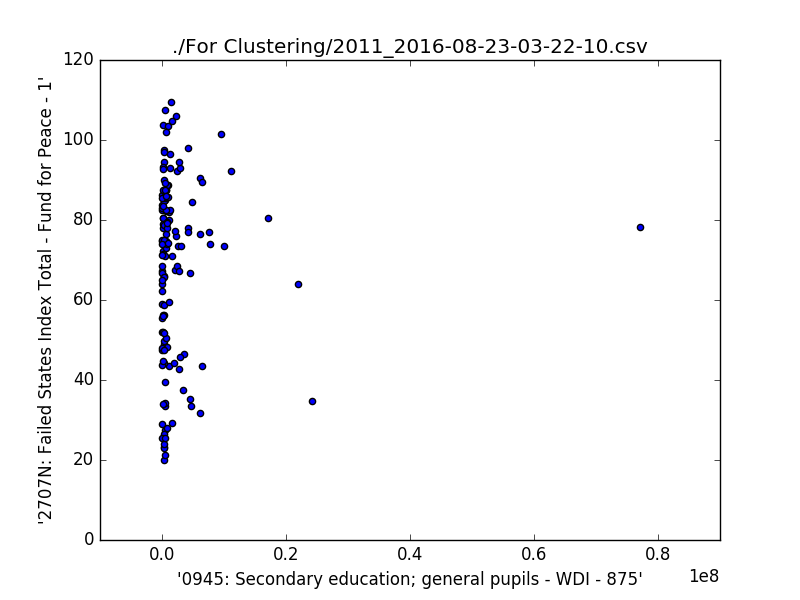 ./For Clustering/2011_2016-08-23-03-22-10.csv
120
100
80
60
40
20
0
'2707N: Failed States Index Total - Fund for Peace - 1'
0.0 0.2 0.4 0.6 0.8
1e8
'0945: Secondary education; general pupils - WDI - 875'